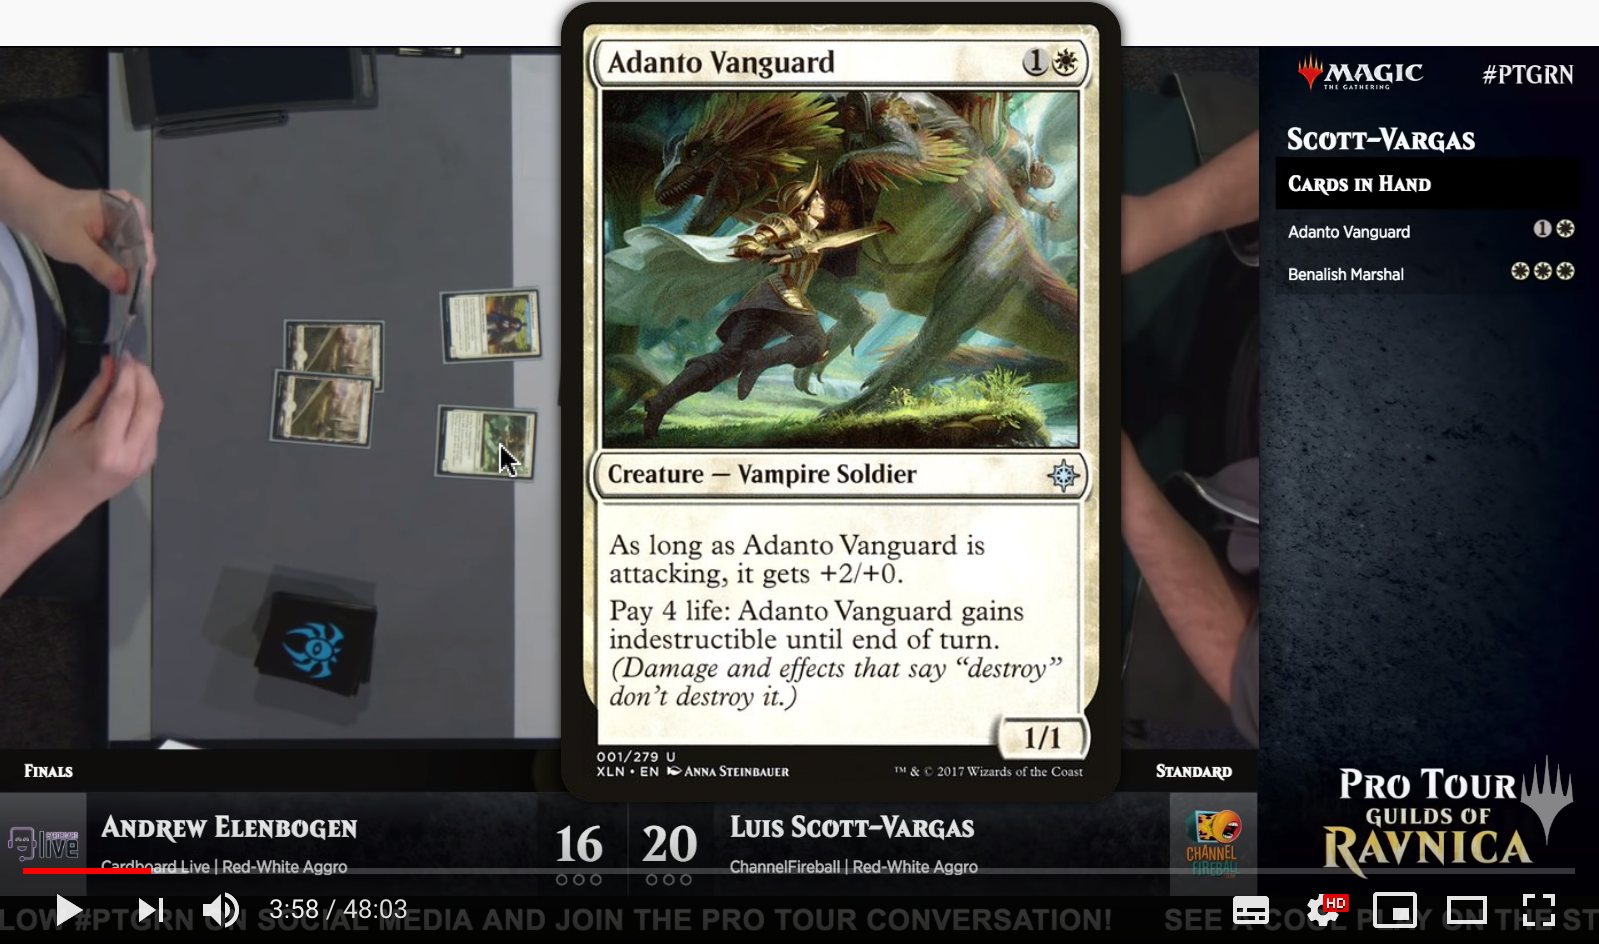 Adanto Vanguard
1
Creature — Vampire Soldier
As long as Adanto Vanguard is
attacking, it gets +2/+0.
Pay 4 life: Adanto Vanguard gains
indestructible until end of turn.
(Damage and effects that say “destroy”
don’t destroy it.)
1/1
001/279 U
XLN • EN Anna Steinbauer
™ & © 2017 Wizards of the Coast
MAGIC
THE GATHERING
#PTGRN
Scott–Vargas
Cards in Hand
Adanto Vanguard 1
Benalish Marshal
Finals
Standard
live
Andrew Elenbogen
Cardboard Live | Red-White Aggro
16
20
Luis Scott–Vargas
ChannelFireball | Red-White Aggro
CHANNEL
FIREBALL
Pro Tour
Guilds of
Ravnica
3:58 / 48:03
HD
LOW #PTGRN ON SOCIAL MEDIA AND JOIN THE PRO TOUR CONVERSATION! SEE A COOL PLAY ON THE ST